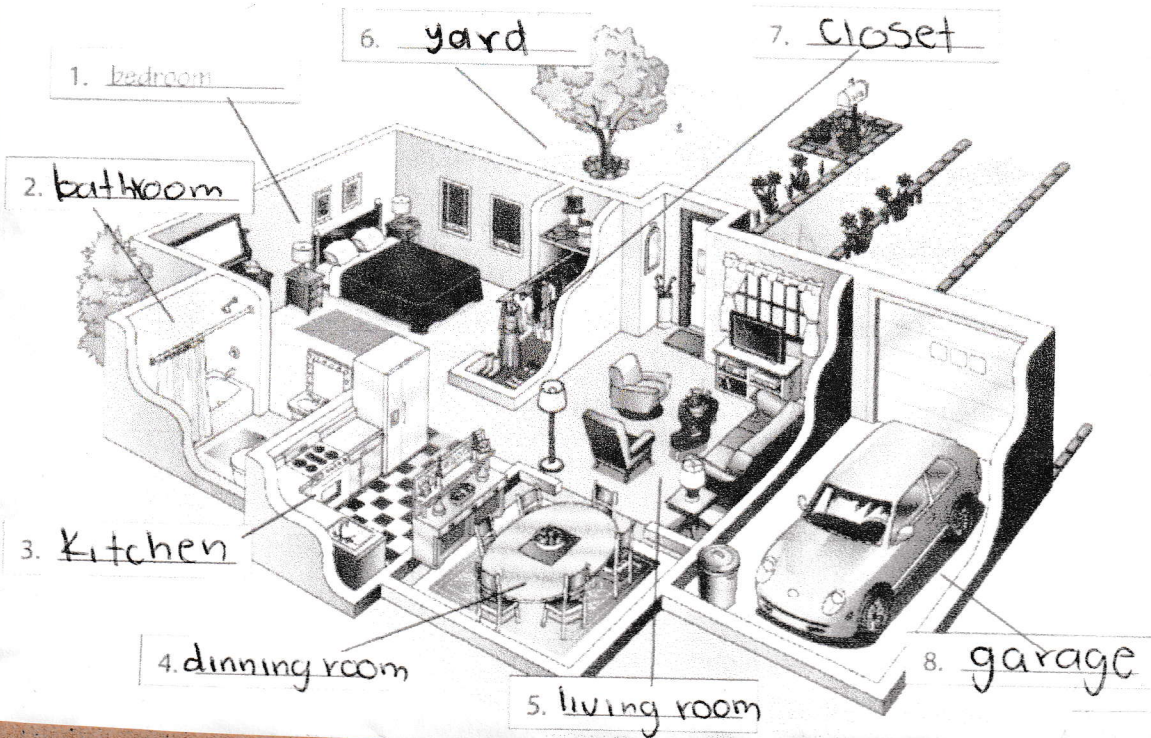 6. yard
7. Closet
1. bedroom
2. bathroom
3. Kitchen
4. dinning room
5. living room
8. garage